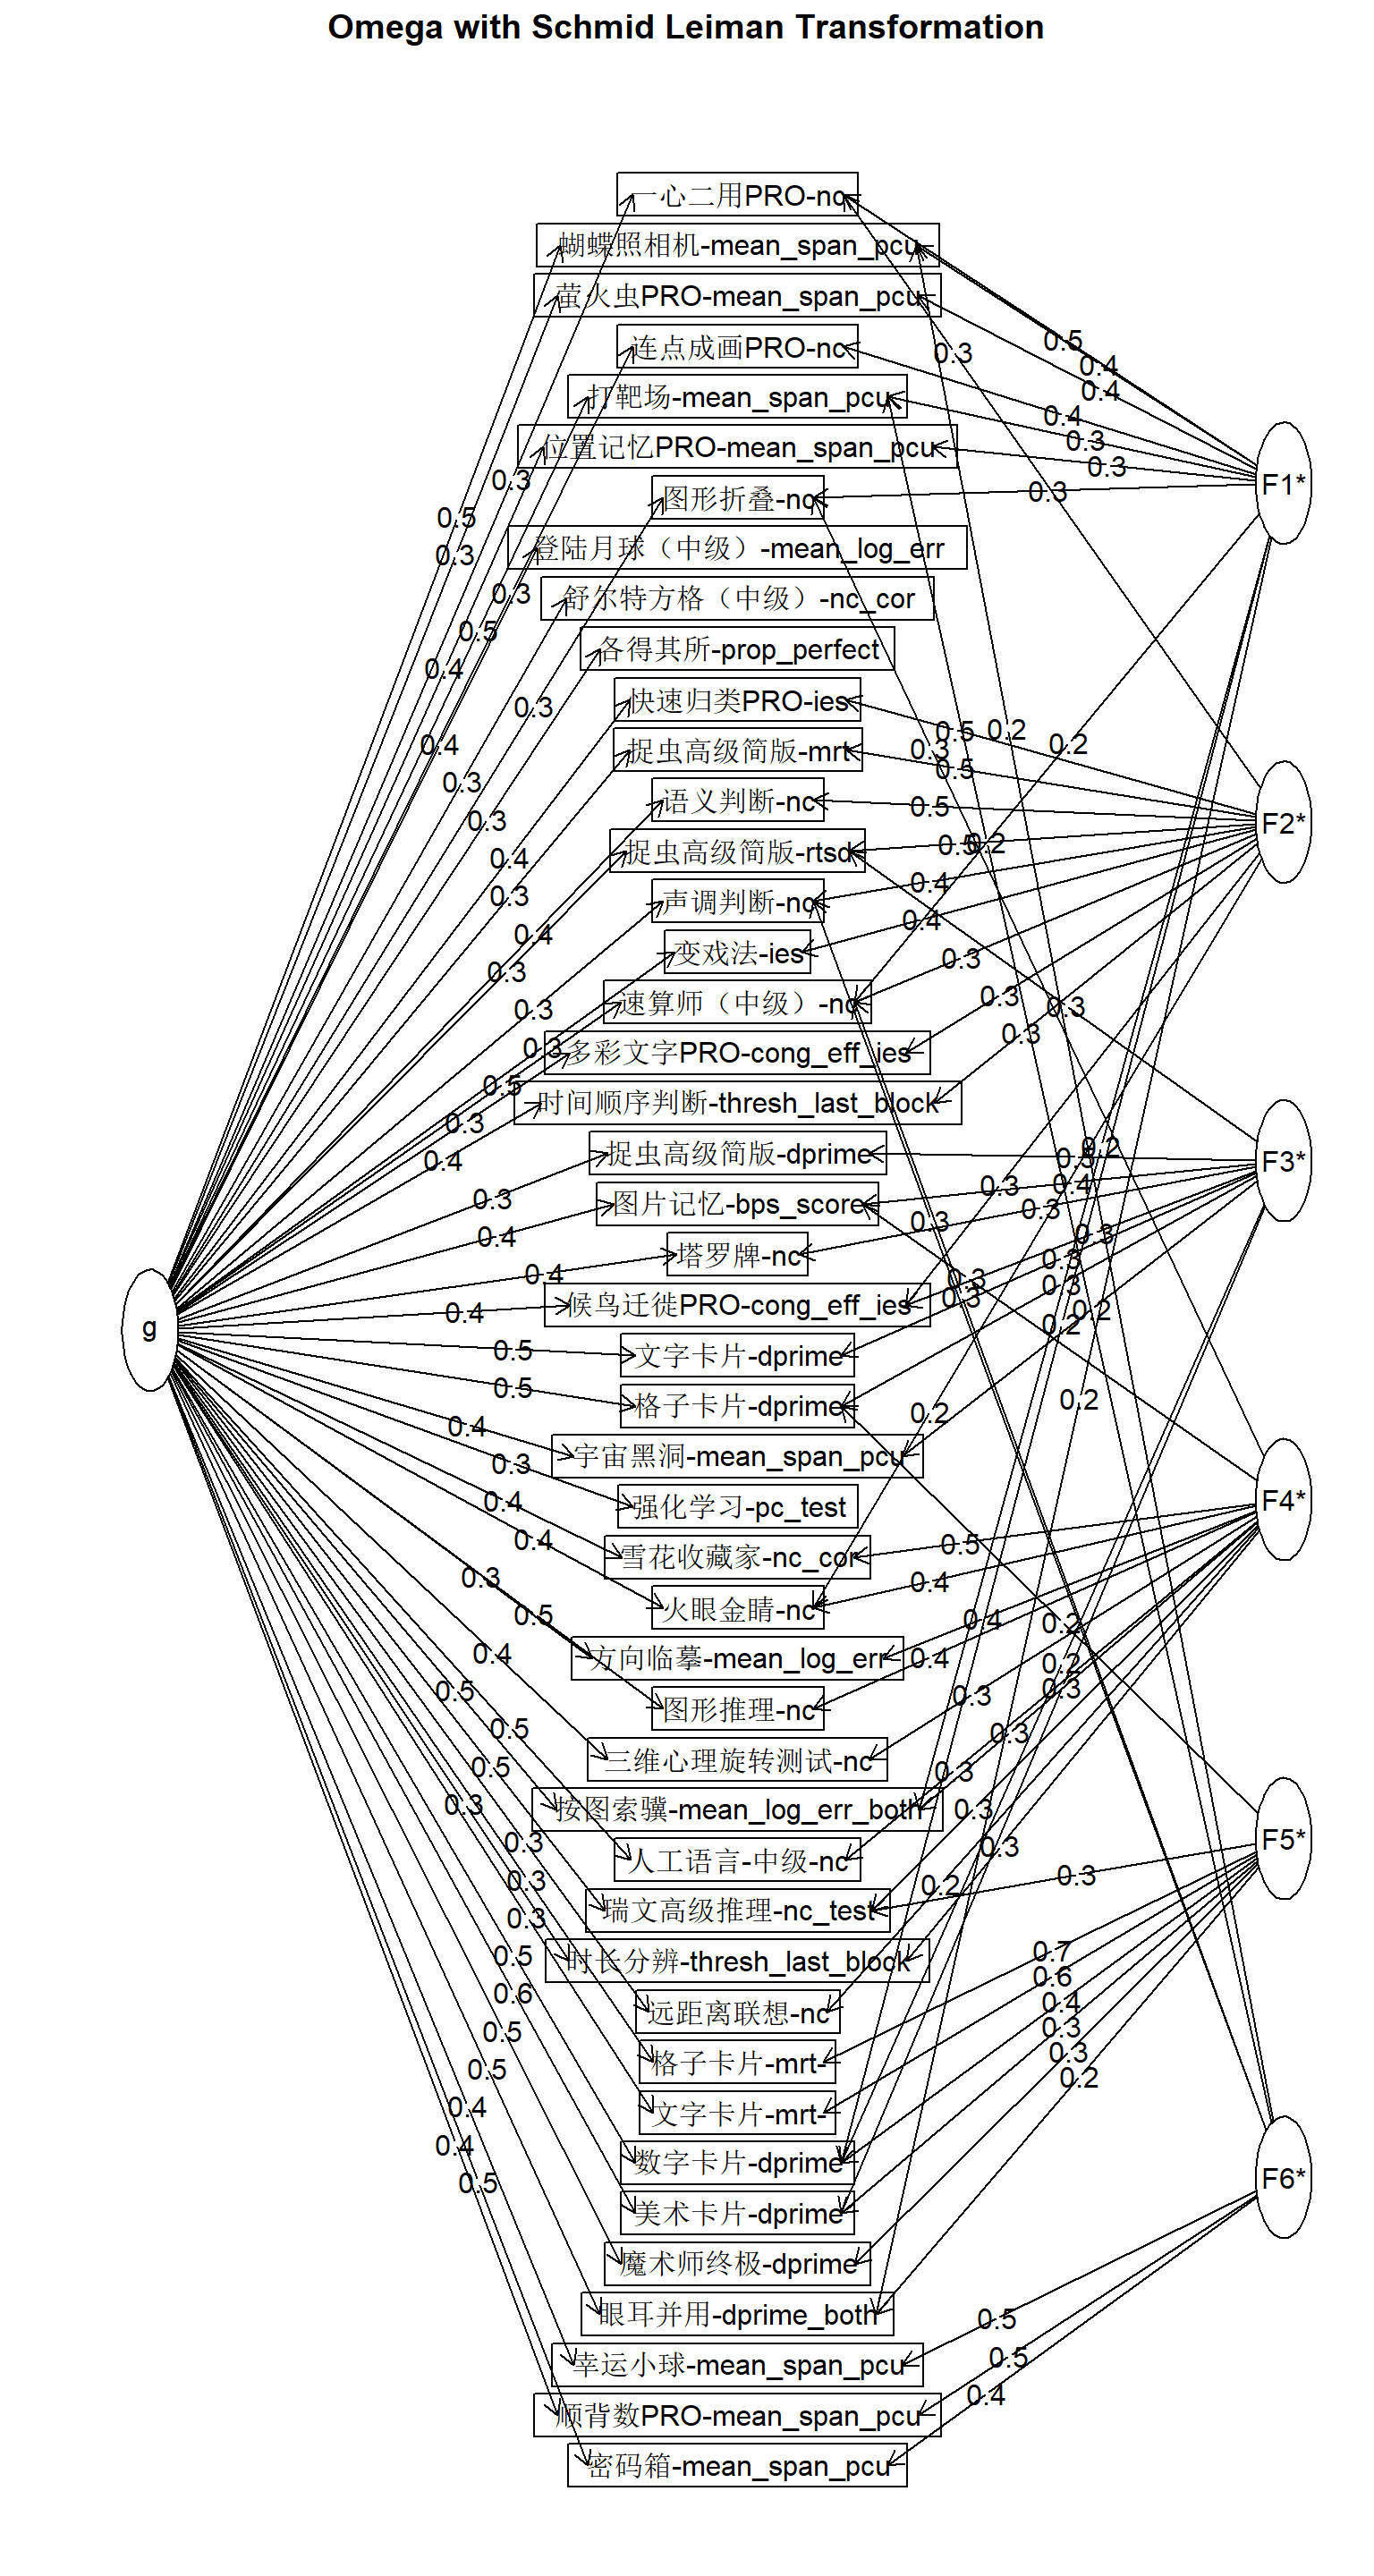 Omega with Schmid Leiman Transformation
一心二用PRO-nc
蝴蝶照相机-mean_span_pcu
萤火虫PRO-mean_span_pcu
连点成画PRO-nc
打靶场-mean_span_pcu
位置记忆PRO-mean_span_pcu
图形折叠-nc
登陆月球（中级）-mean_log_err
舒尔特方格（中级）-nc_cor
各得其所-prop_perfect
快速归类PRO-ies
捉虫高级简版-mrt
语义判断-nc
捉虫高级简版-rtsd
声调判断-nc
变戏法-ies
速算师（中级）-nc
多彩文字PRO-cong_eff_ies
时间顺序判断-thresh_last_block
捉虫高级简版-dprime
图片记忆-bps_score
塔罗牌-nc
候鸟迁徙PRO-cong_eff_ies
文字卡片-dprime
格子卡片-dprime
宇宙黑洞-mean_span_pcu
强化学习-pc_test
雪花收藏家-nc_cor
火眼金睛-nc
方向临摹-mean_log_err
图形推理-nc
三维心理旋转测试-nc
按图索骥-mean_log_err_both
人工语言-中级-nc
瑞文高级推理-nc_test
时长分辨-thresh_last_block
远距离联想-nc
格子卡片-mrt
文字卡片-mrt
数字卡片-dprime
美术卡片-dprime
魔术师终极-dprime
眼耳并用-dprime_both
幸运小球-mean_span_pcu
顺背数PRO-mean_span_pcu
密码箱-mean_span_pcu
g
0.3
0.5
0.3
0.3
0.5
0.4
0.3
0.4
0.3
0.3
0.4
0.3
0.4
0.3
0.3
0.3
0.5
0.3
0.4
0.3
0.4
0.4
0.4
0.5
0.5
0.4
0.3
0.4
0.4
0.3
0.5
0.4
0.5
0.5
0.5
0.3
0.3
0.3
0.3
0.5
0.6
0.5
0.5
0.4
0.4
0.5
F1*
F2*
F3*
F4*
F5*
F6*
0.5
0.3
0.4
0.4
0.4
0.3
0.3
0.3
0.2
0.5
0.2
0.3
0.5
0.5
0.2
0.4
0.4
0.3
0.3
0.3
0.3
0.2
0.4
0.3
0.3
0.3
0.3
0.3
0.3
0.3
0.3
0.2
0.2
0.2
0.2
0.5
0.4
0.4
0.2
0.4
0.2
0.3
0.3
0.3
0.3
0.3
0.3
0.3
0.2
0.7
0.6
0.4
0.3
0.3
0.2
0.5
0.5
0.4